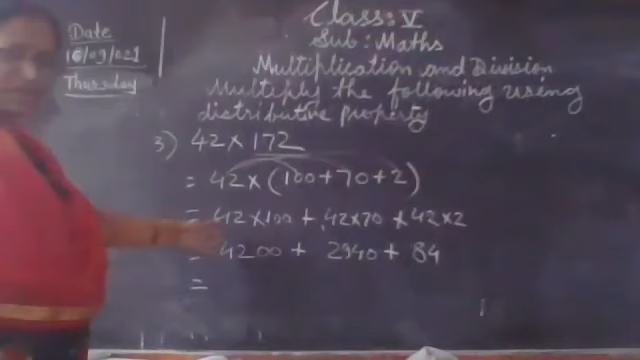 Date
16/09/021
Thursday
Class: V
Sub: Maths
Multiplication and Division
Multiply the following using
distributive property
3) 42 × 172
= 42 × (100 + 70 + 2)
= 42 × 100 + 42 × 70 + 42 × 2
= 4200 + 2940 + 84
=